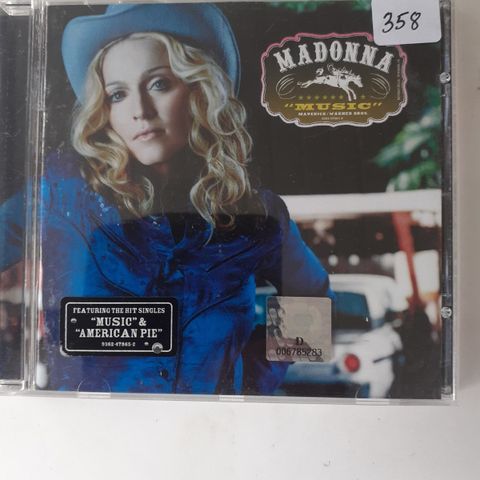 358
MADONNA
"MUSIC"
MAVERICK/WARNER BROS.
FEATURING THE HIT SINGLES
"MUSIC" &
"AMERICAN PIE"
9362-47865-2
D
006785283